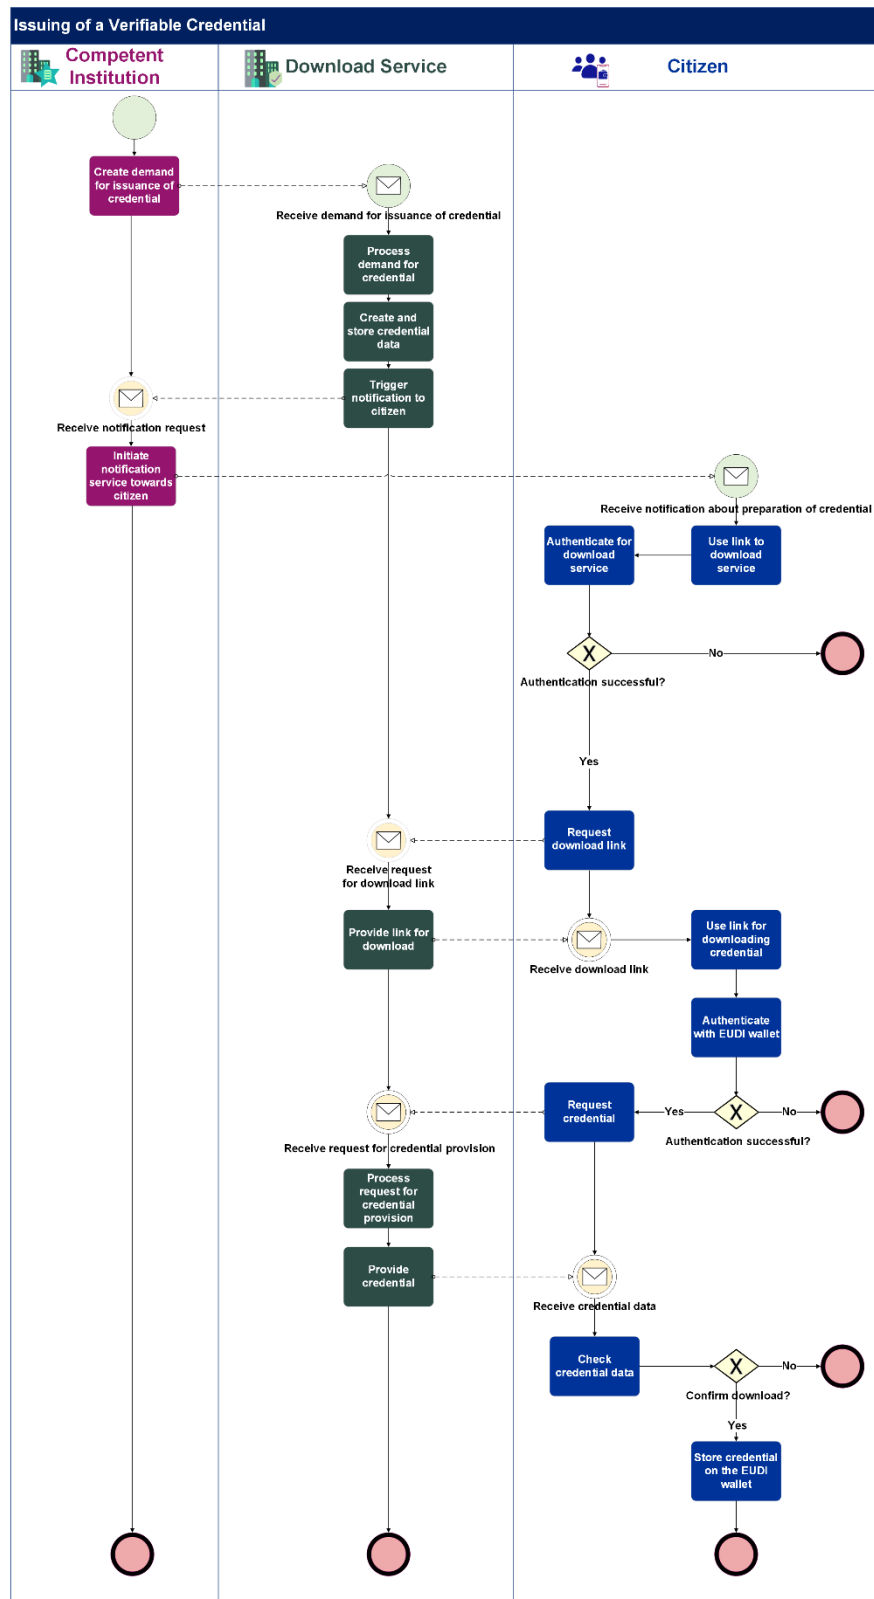 Issuing of a Verifiable Credential
Competent
Institution
Download Service
Citizen
Create demand
for issuance of
credential
Receive demand for issuance of credential
Process
demand for
credential
Create and
store credential
data
Trigger
notification to
citizen
Receive notification request
Initiate
notification
service towards
citizen
Receive notification about preparation of credential
Authenticate for
download
service
Use link to
download
service
X
No
Authentication successful?
Yes
Request
download link
Receive request
for download link
Provide link for
download
Receive download link
Use link for
downloading
credential
Authenticate
with EUDI wallet
Request
credential
Yes
X
No
Authentication successful?
Receive request for credential provision
Process
request for
credential
provision
Provide
credential
Receive credential data
Check
credential data
X
No
Confirm download?
Yes
Store credential
on the EUDI
wallet